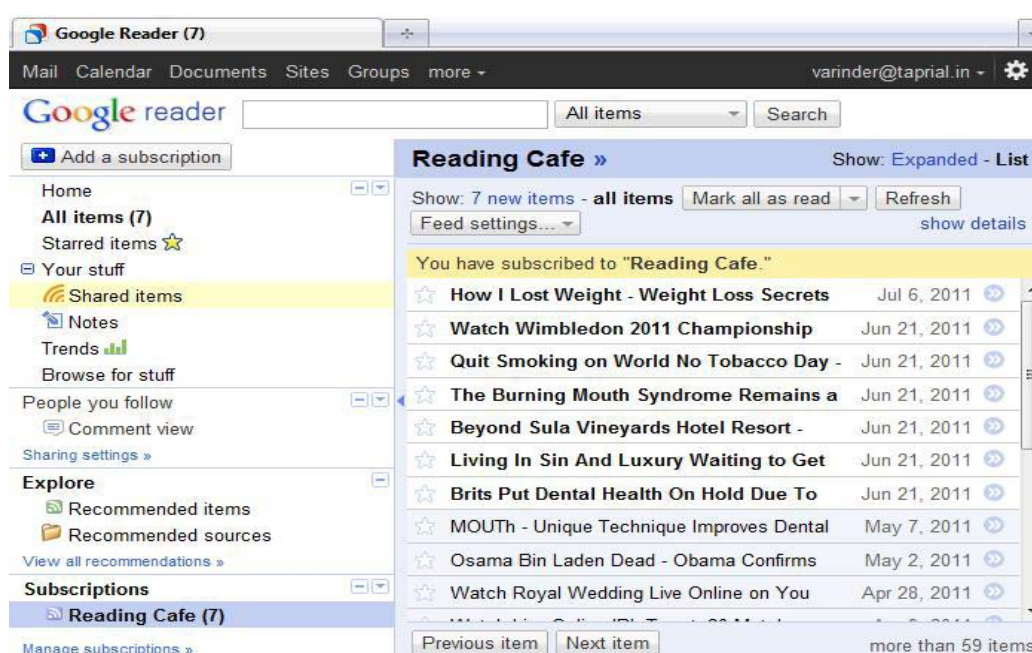 Google Reader (7)
Mail Calendar Documents Sites Groups more
varinder@taprial.in
Google reader
All items
Search
Add a subscription
Home
All items (7)
Starred items
Your stuff
Shared items
Notes
Trends
Browse for stuff
People you follow
Comment view
Sharing settings »
Explore
Recommended items
Recommended sources
View all recommendations »
Subscriptions
Reading Cafe (7)
Manage subscriptions »
Reading Cafe »
Show: Expanded - List
Show: 7 new items - all items Mark all as read Refresh
Feed settings...
show details
You have subscribed to "Reading Cafe."
How I Lost Weight - Weight Loss Secrets Jul 6, 2011
Watch Wimbledon 2011 Championship Jun 21, 2011
Quit Smoking on World No Tobacco Day - Jun 21, 2011
The Burning Mouth Syndrome Remains a Jun 21, 2011
Beyond Sula Vineyards Hotel Resort - Jun 21, 2011
Living In Sin And Luxury Waiting to Get Jun 21, 2011
Brits Put Dental Health On Hold Due To Jun 21, 2011
MOUTh - Unique Technique Improves Dental May 7, 2011
Osama Bin Laden Dead - Obama Confirms May 2, 2011
Watch Royal Wedding Live Online on You Apr 28, 2011
Previous item Next item
more than 59 items